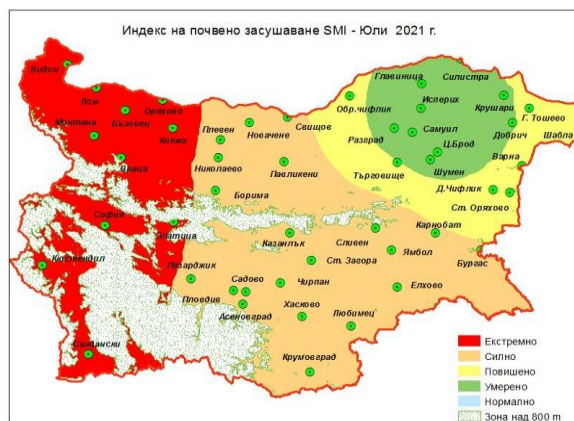 Индекс на почвено засушаване SMI - Юли 2021 г.
Видин
Лом
Оряхово
Монтана
Бъзовец
Кнежа
Враца
Плевен
Новачене
Свищов
Николаево
Павликени
Борима
Обр.чифлик
Главиница
Силистра
Исперих
Крушари
Г. Тошево
Разград
Самуил
Добрич
Шабла
Ц.Брод
Търговище
Шумен
Варна
Д.Чифлик
Ст. Оряхово
София
Златица
Казанлък
Сливен
Карнобат
Кюстендил
Пазарджик
Ст. Загора
Ямбол
Бургас
Садово
Чирпан
Пловдив
Хасково
Елхово
Асеновград
Любимец
Сандански
Крумовград
Екстремно
Силно
Повишено
Умерено
Нормално
Зона над 800 m